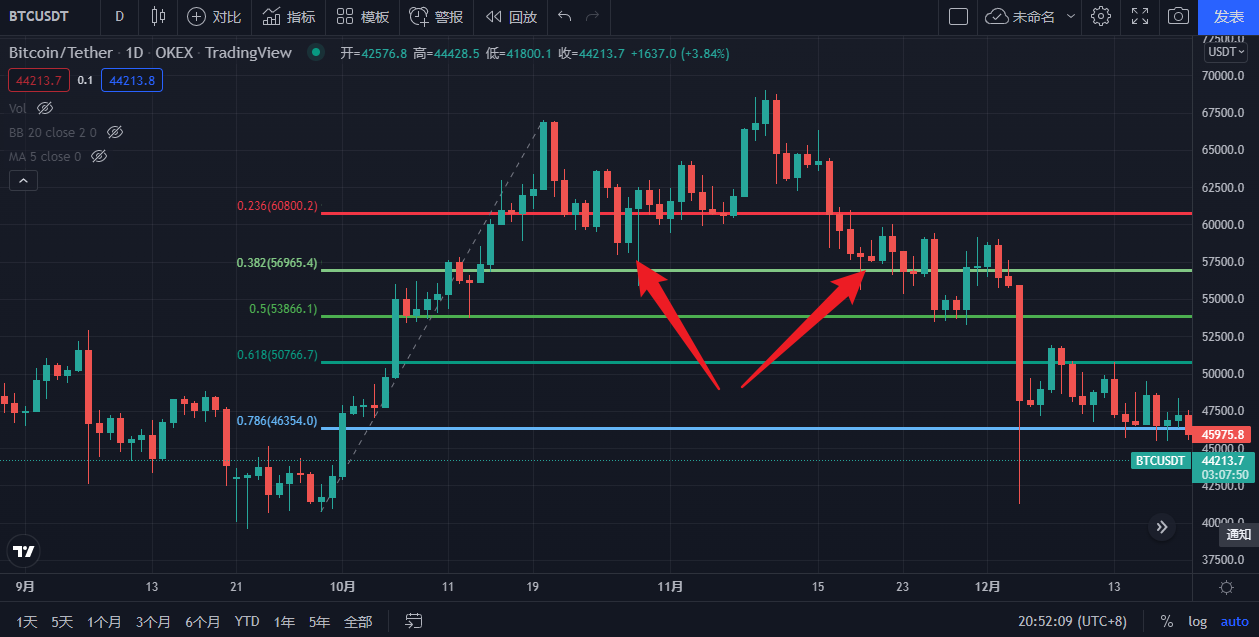 BTCUSDT D 对比 指标 模板 警报 回放 未命名 发表
Bitcoin/Tether · 1D · OKEX · TradingView 开=42576.8 高=44428.5 低=41800.1 收=44213.7 +1637.0 (+3.84%)
44213.7 0.1 44213.8
Vol
BB 20 close 2 0
MA 5 close 0
72500.0
USDT
70000.0
67500.0
65000.0
62500.0
0.236(60800.2)
60000.0
0.382(56965.4)
57500.0
55000.0
0.5(53866.1)
52500.0
0.618(50766.7)
50000.0
47500.0
0.786(46354.0)
45975.8
45000.0
BTCUSDT 44213.7
03:07:50
42500.0
40000.0
通知
37500.0
9月 13 21 10月 11 19 11月 15 23 12月 13
1天 5天 1个月 3个月 6个月 YTD 1年 5年 全部 20:52:09 (UTC+8) % log auto